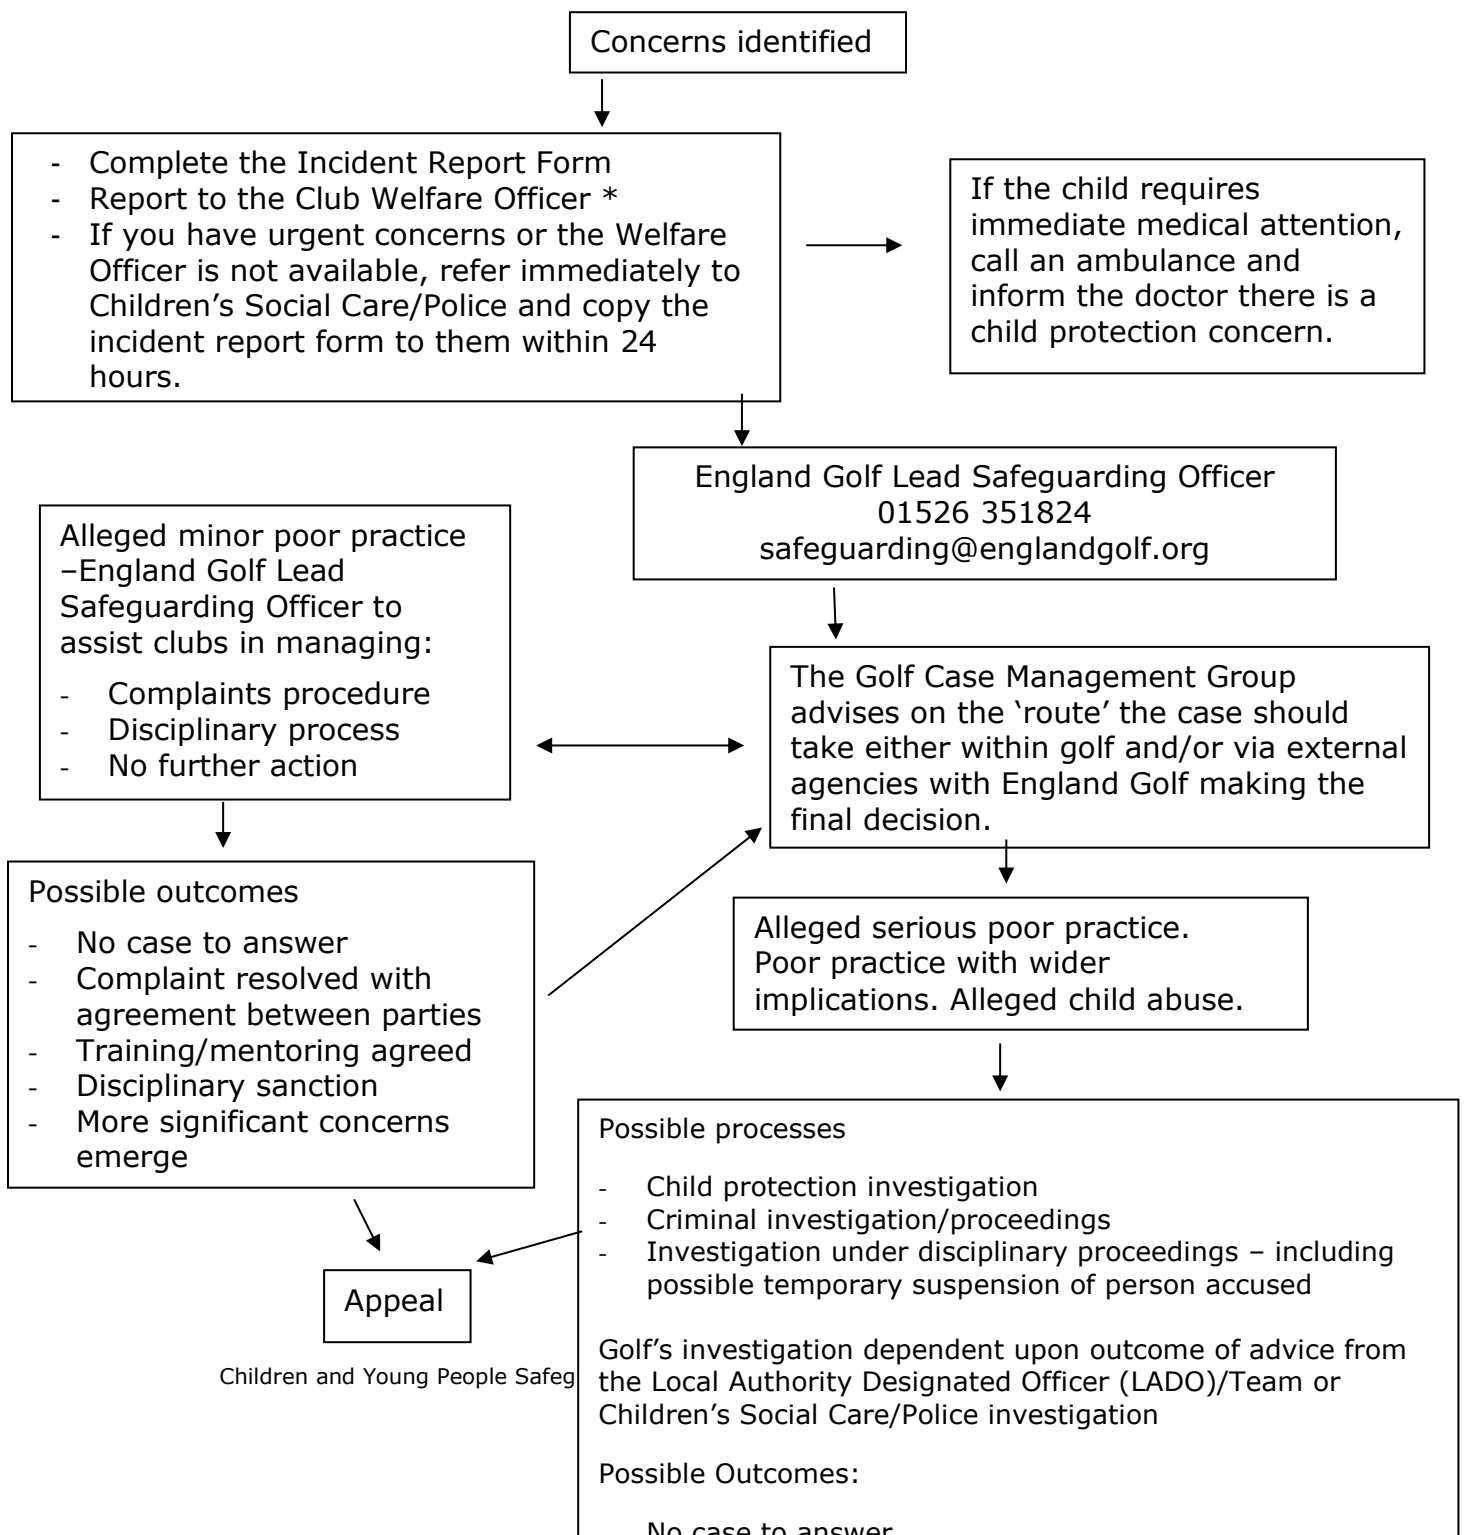 Concerns identified
- Complete the Incident Report Form
- Report to the Club Welfare Officer *
- If you have urgent concerns or the Welfare
Officer is not available, refer immediately to
Children's Social Care/Police and copy the
incident report form to them within 24
hours.
If the child requires
immediate medical attention,
call an ambulance and
inform the doctor there is a
child protection concern.
England Golf Lead Safeguarding Officer
01526 351824
safeguarding@englandgolf.org
Alleged minor poor practice
–England Golf Lead
Safeguarding Officer to
assist clubs in managing:
- Complaints procedure
- Disciplinary process
- No further action
The Golf Case Management Group
advises on the 'route' the case should
take either within golf and/or via external
agencies with England Golf making the
final decision.
Possible outcomes
- No case to answer
- Complaint resolved with
agreement between parties
- Training/mentoring agreed
- Disciplinary sanction
- More significant concerns
emerge
Alleged serious poor practice.
Poor practice with wider
implications. Alleged child abuse.
Possible processes
- Child protection investigation
- Criminal investigation/proceedings
- Investigation under disciplinary proceedings – including
possible temporary suspension of person accused
Golf's investigation dependent upon outcome of advice from
the Local Authority Designated Officer (LADO)/Team or
Children's Social Care/Police investigation
Possible Outcomes:
No case to answer
Appeal
Children and Young People Safeg